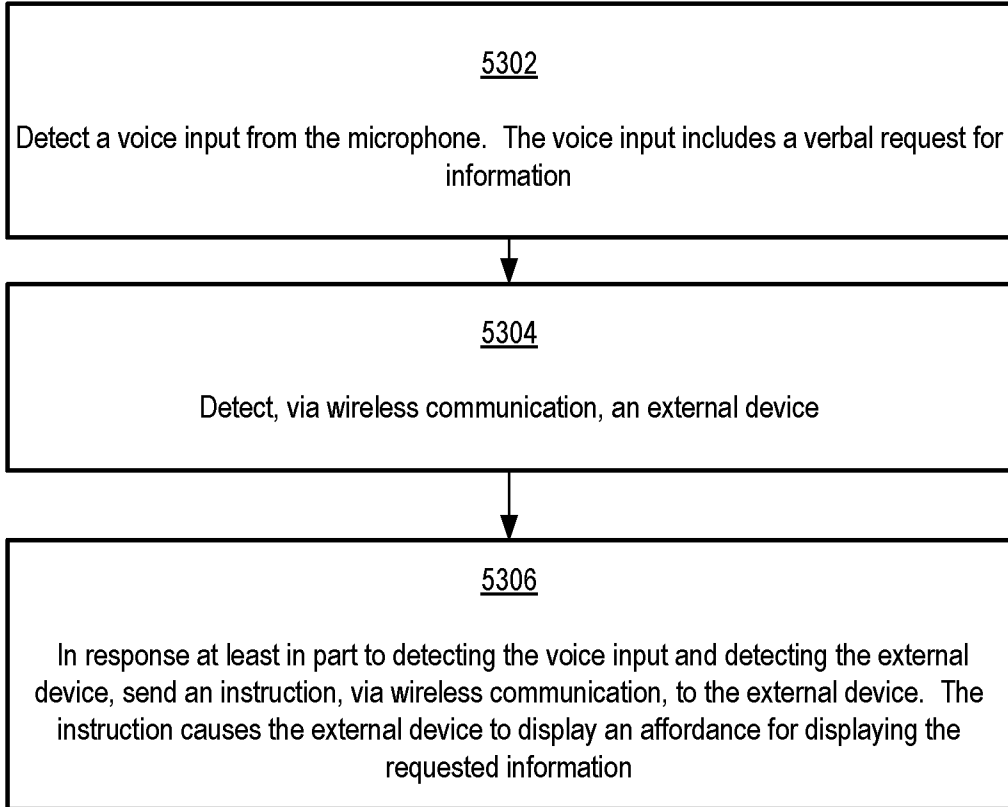 5302
Detect a voice input from the microphone.  The voice input includes a verbal request for
information
5304
Detect, via wireless communication, an external device
5306
In response at least in part to detecting the voice input and detecting the external
device, send an instruction, via wireless communication, to the external device.  The
instruction causes the external device to display an affordance for displaying the
requested information